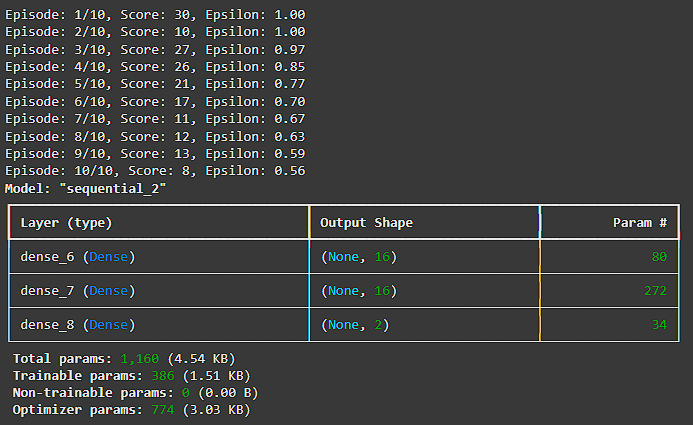 Episode: 1/10, Score: 30, Epsilon: 1.00
Episode: 2/10, Score: 10, Epsilon: 1.00
Episode: 3/10, Score: 27, Epsilon: 0.97
Episode: 4/10, Score: 26, Epsilon: 0.85
Episode: 5/10, Score: 21, Epsilon: 0.77
Episode: 6/10, Score: 17, Epsilon: 0.70
Episode: 7/10, Score: 11, Epsilon: 0.67
Episode: 8/10, Score: 12, Epsilon: 0.63
Episode: 9/10, Score: 13, Epsilon: 0.59
Episode: 10/10, Score: 8, Epsilon: 0.56
Model: "sequential_2"
Layer (type) Output Shape Param #
dense_6 (Dense) (None, 16) 80
dense_7 (Dense) (None, 16) 272
dense_8 (Dense) (None, 2) 34
Total params: 1,160 (4.54 KB)
Trainable params: 386 (1.51 KB)
Non-trainable params: 0 (0.00 B)
Optimizer params: 774 (3.03 KB)